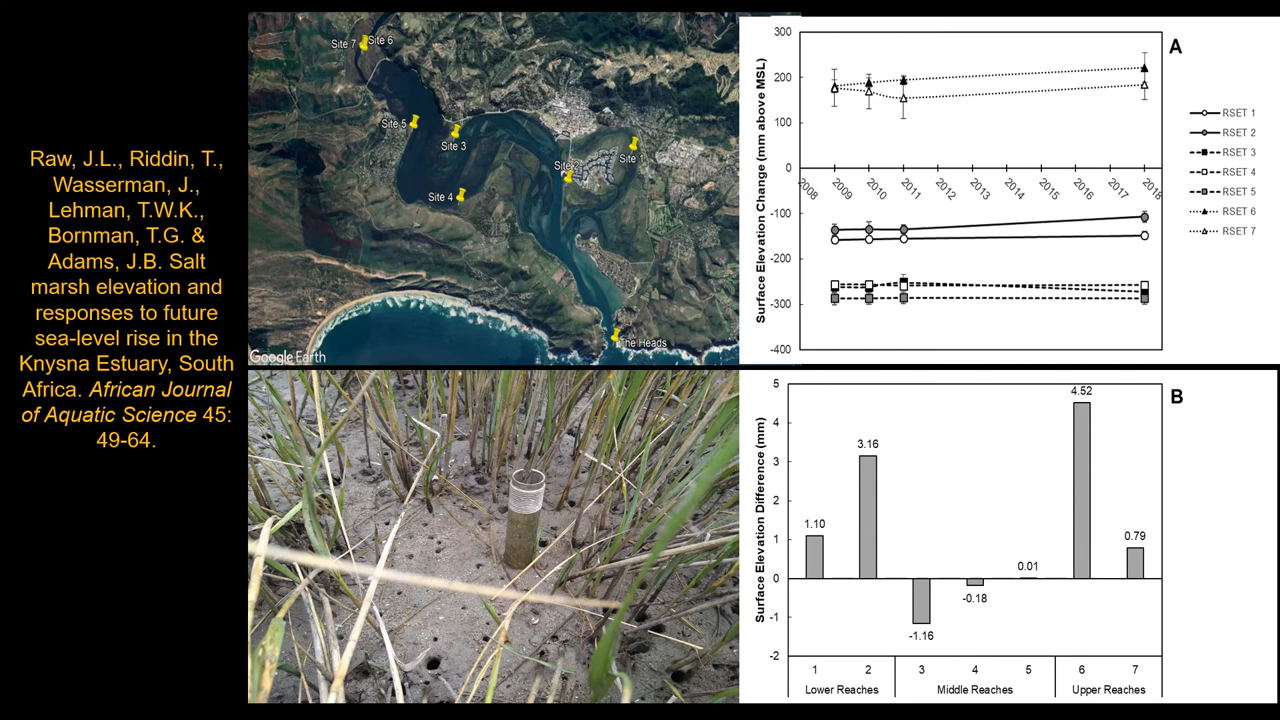 Raw, J.L., Riddin, T.,
Wasserman, J.,
Lehman, T.W.K.,
Bornman, T.G. &
Adams, J.B. Salt
marsh elevation and
responses to future
sea-level rise in the
Knysna Estuary, South
Africa. African Journal
of Aquatic Science 45:
49-64.
Site 7 Site 6
Site 5
Site 3
Site 4
Site 2
Site 1
The Heads
Google Earth
A
Surface Elevation Change (mm above MSL)
300
200
100
0
-100
-200
-300
-400
2008 2009 2010 2011 2012 2013 2014 2015 2016 2017 2018
RSET 1
RSET 2
RSET 3
RSET 4
RSET 5
RSET 6
RSET 7
B
Surface Elevation Difference (mm)
5
4
3
2
1
0
-1
-2
1.10
3.16
-1.16
-0.18
0.01
4.52
0.79
1 2 3 4 5 6 7
Lower Reaches Middle Reaches Upper Reaches